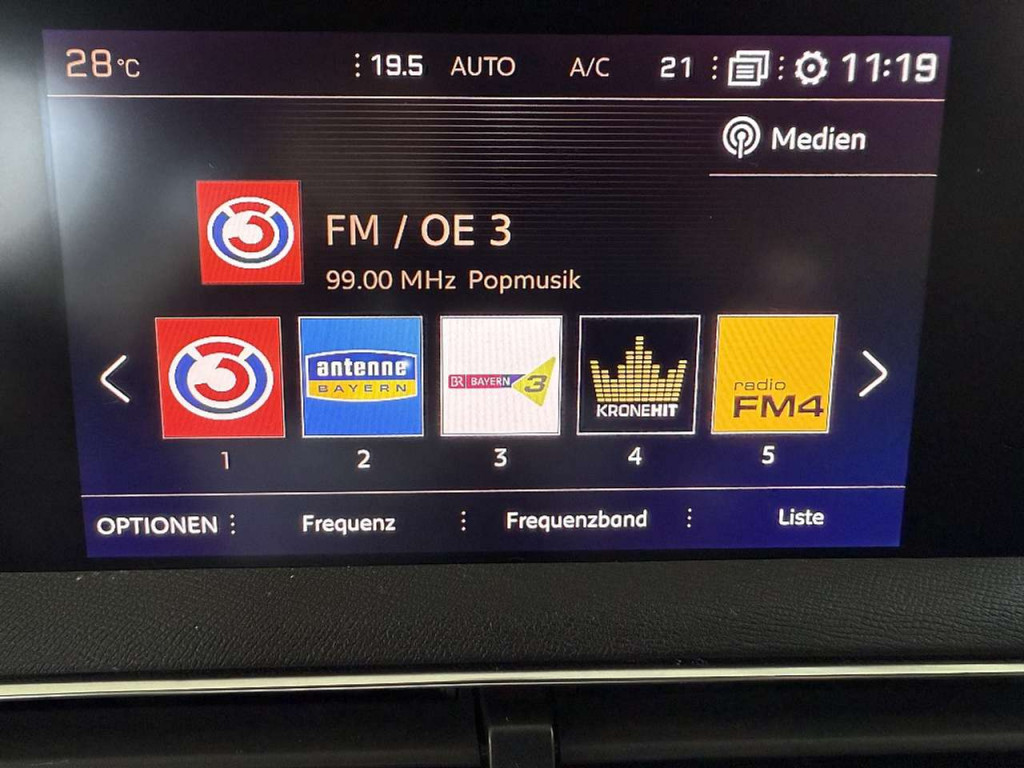 28°C 19.5 AUTO A/C 21 11:19
Medien
FM / OE 3
99.00 MHz Popmusik
3 antenne BR BAYERN 3 KRONEHIT radio
BAYERN FM4
1 2 3 4 5
OPTIONEN Frequenz Frequenzband Liste